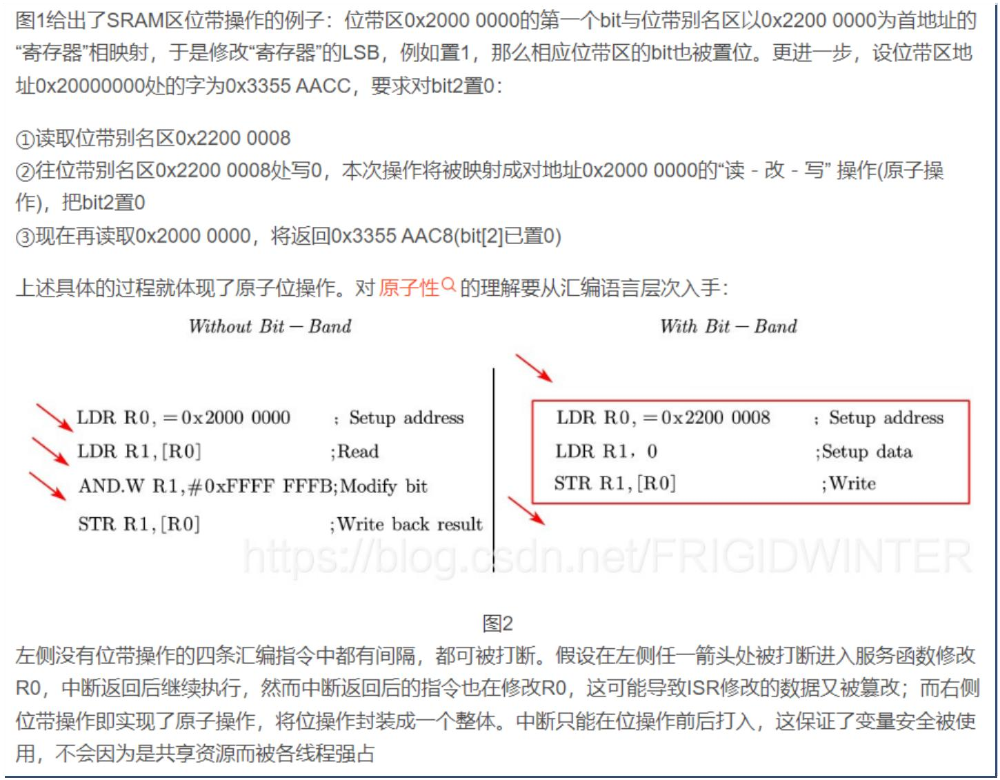 图1给出了SRAM区位带操作的例子：位带区0x2000 0000的第一个bit与位带别名区以0x2200 0000为首地址的
“寄存器”相映射，于是修改“寄存器”的LSB，例如置1，那么相应位带区的bit也被置位。更进一步，设位带区地
址0x20000000处的字为0x3355 AACC，要求对bit2置0：
①读取位带别名区0x2200 0008
②往位带别名区0x2200 0008处写0，本次操作将被映射成对地址0x2000 0000的“读 - 改 - 写” 操作(原子操
作)，把bit2置0
③现在再读取0x2000 0000，将返回0x3355 AAC8(bit[2]已置0)
上述具体的过程就体现了原子位操作。对 原子性 的理解要从汇编语言层次入手：
Without Bit − Band
LDR R0, =0x2000 0000 ; Setup address
LDR R1, [R0] ;Read
AND.W R1,#0xFFFF FFFB;Modify bit
STR R1, [R0] ;Write back result
With Bit − Band
LDR R0, =0x2200 0008 ; Setup address
LDR R1，0 ;Setup data
STR R1, [R0] ;Write
https://blog.csdn.net/FRIGIDWINTER
图2
左侧没有位带操作的四条汇编指令中都有间隔，都可被打断。假设在左侧任一箭头处被打断进入服务函数修改
R0，中断返回后继续执行，然而中断返回后的指令也在修改R0，这可能导致ISR修改的数据又被篡改；而右侧
位带操作即实现了原子操作，将位操作封装成一个整体。中断只能在位操作前后打入，这保证了变量安全被使
用，不会因为是共享资源而被各线程强占